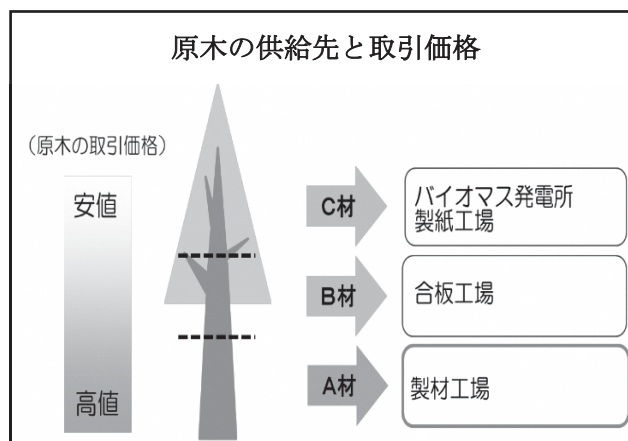 原木の供給先と取引価格
（原木の取引価格）
安値
高値
C材
バイオマス発電所
製紙工場
B材
合板工場
A材
製材工場